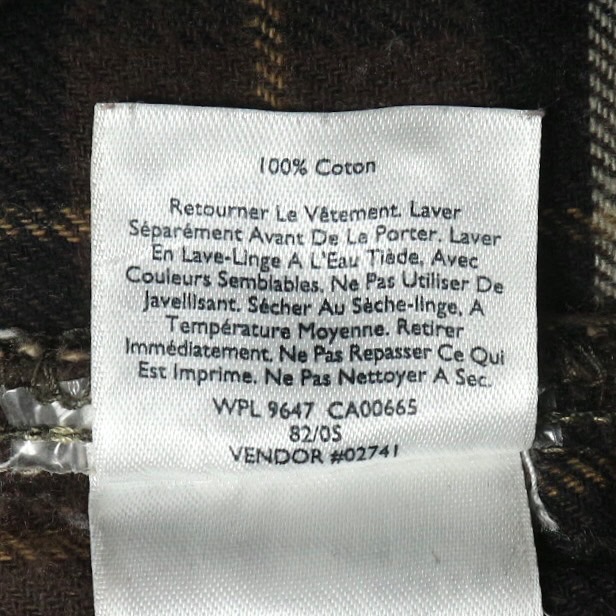 100% Coton
Retourner Le Vêtement. Laver
Séparément Avant De Le Porter. Laver
En Lave-Linge A L'Eau Tiède, Avec
Couleurs Semblables. Ne Pas Utiliser De
Javellisant. Sécher Au Sèche-linge, A
Température Moyenne. Retirer
Immédiatement. Ne Pas Repasser Ce Qui
Est Imprime. Ne Pas Nettoyer A Sec.
WPL 9647 CA00665
82/0S
VENDOR #02741